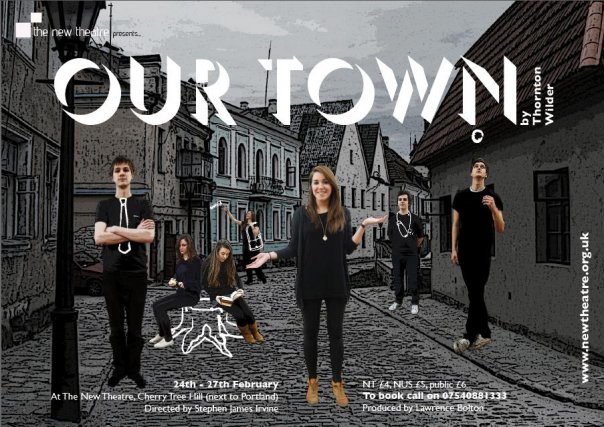 the new theatre presents...
OUR TOWN
by
Thornton
Wilder
www.newtheatre.org.uk
24th - 27th February
At The New Theatre, Cherry Tree Hill (next to Portland)
Directed by Stephen James Irvine
NT £4, NUS £5, public £6
To book call on 07540881333
Produced by Lawrence Bolton